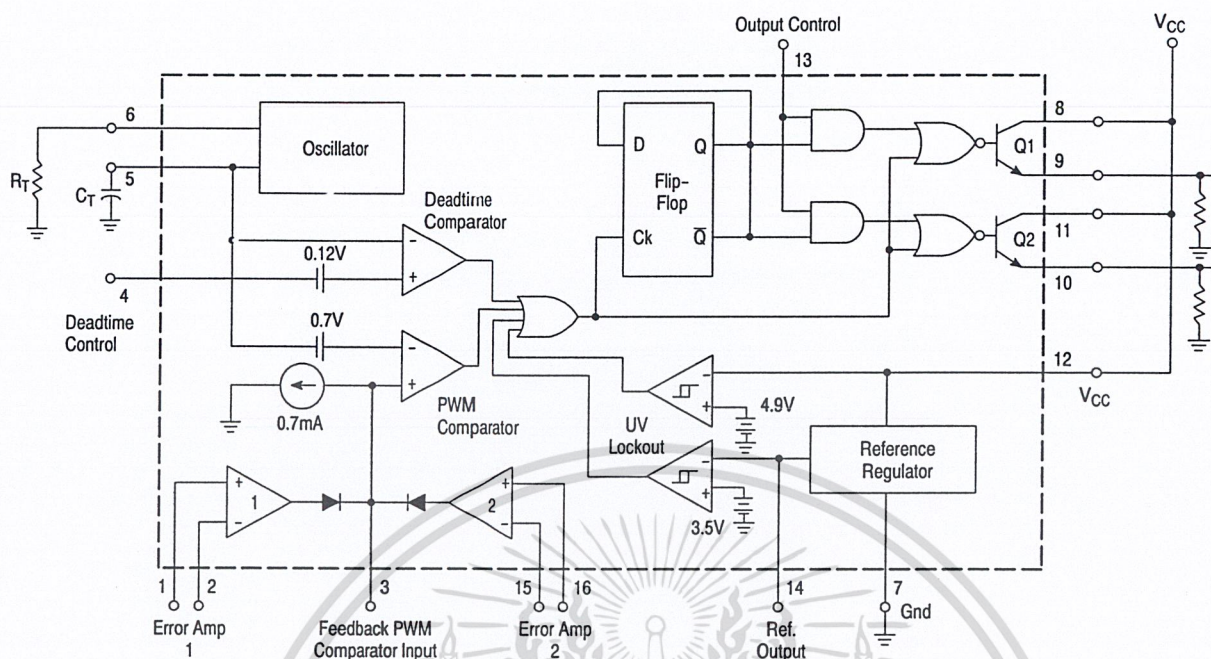 Output Control
13
VCC
6
Oscillator
RT
5
CT
Deadtime
Comparator
D
Q
Flip-
Flop
Ck
Q̅
8
Q1
9
Q2
11
10
0.12V
-
+
4
Deadtime
Control
0.7V
-
+
0.7mA
PWM
Comparator
UV
Lockout
-
+
4.9V
12
VCC
Reference
Regulator
-
+
3.5V
+
1
-
+
2
-
1
2
3
15
16
14
7
Gnd
Error Amp
1
Feedback PWM
Comparator Input
Error Amp
2
Ref.
Output